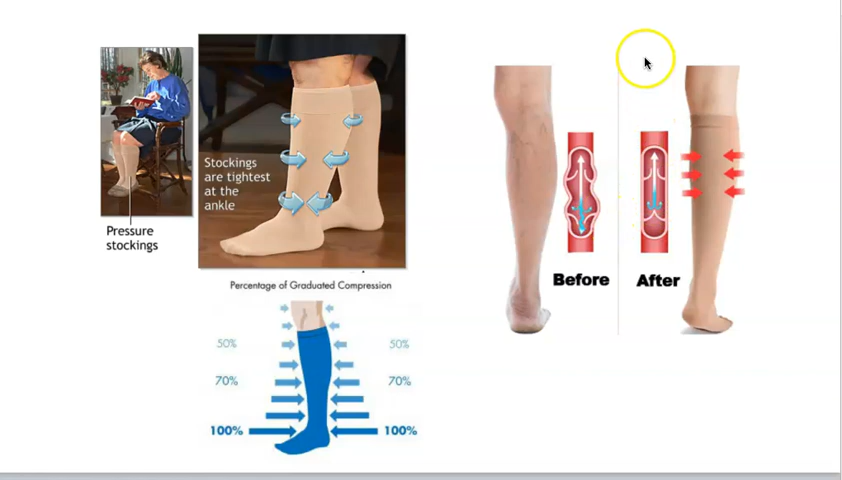 Stockings
are tightest
at the
ankle
Pressure
stockings
Percentage of Graduated Compression
50% 50%
70% 70%
100% 100%
Before After